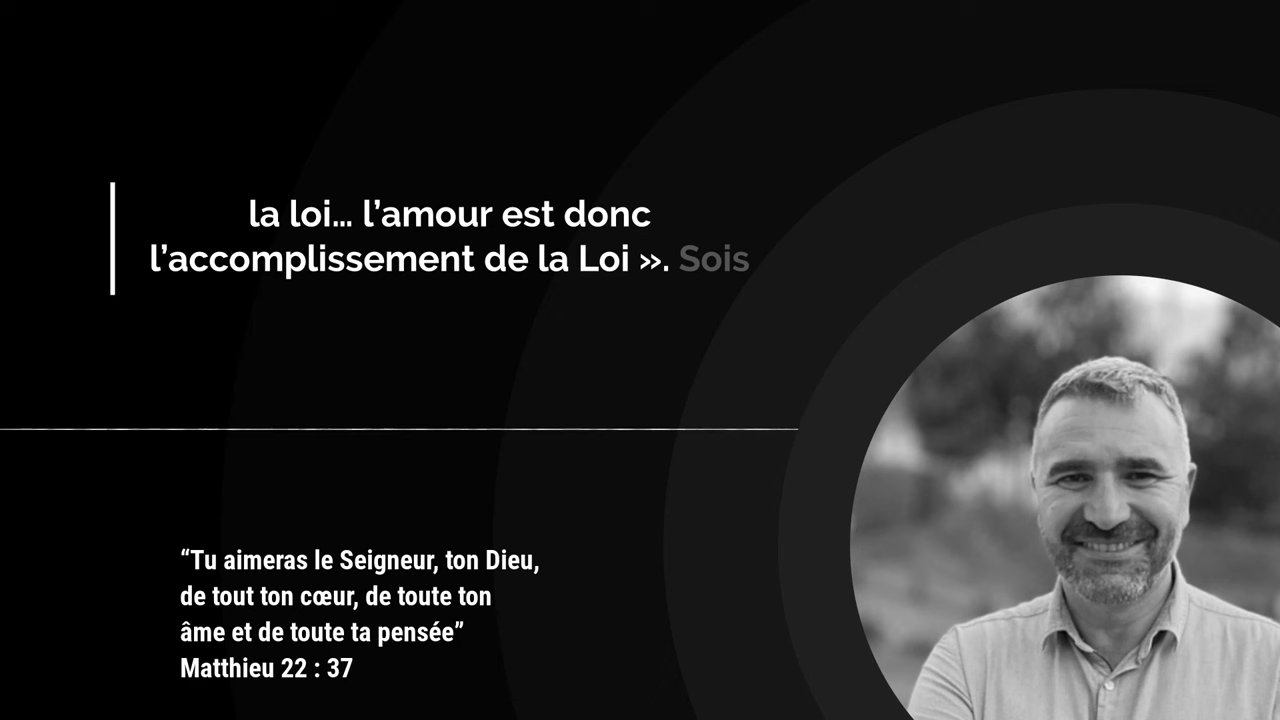 la loi… l’amour est donc
l’accomplissement de la Loi ». Sois
“Tu aimeras le Seigneur, ton Dieu,
de tout ton cœur, de toute ton
âme et de toute ta pensée”
Matthieu 22 : 37